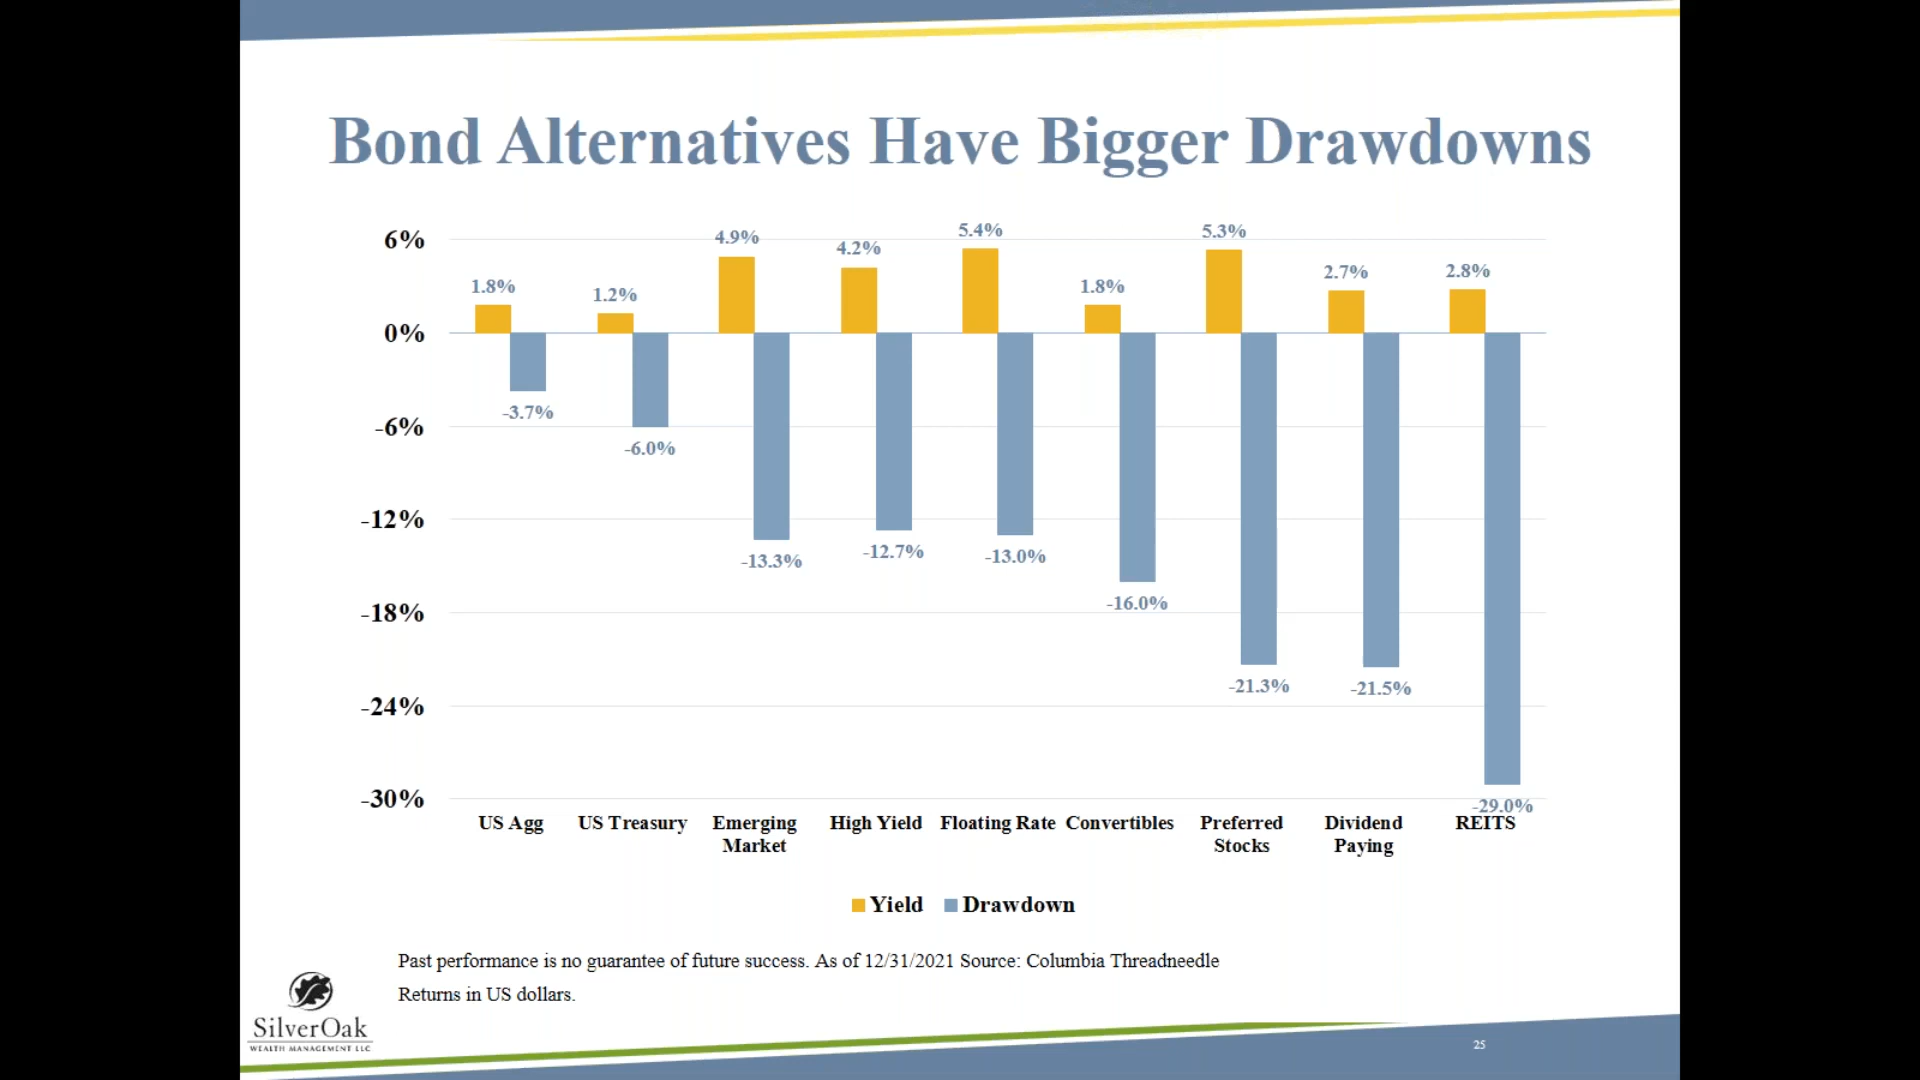 Bond Alternatives Have Bigger Drawdowns
6%
0%
-6%
-12%
-18%
-24%
-30%
1.8%
-3.7%
1.2%
-6.0%
4.9%
-13.3%
4.2%
-12.7%
5.4%
-13.0%
1.8%
-16.0%
5.3%
-21.3%
2.7%
-21.5%
2.8%
-29.0%
US Agg
US Treasury
Emerging
Market
High Yield
Floating Rate
Convertibles
Preferred
Stocks
Dividend
Paying
REITS
Yield
Drawdown
Past performance is no guarantee of future success. As of 12/31/2021 Source: Columbia Threadneedle
Returns in US dollars.
SilverOak
WEALTH MANAGEMENT LLC
25